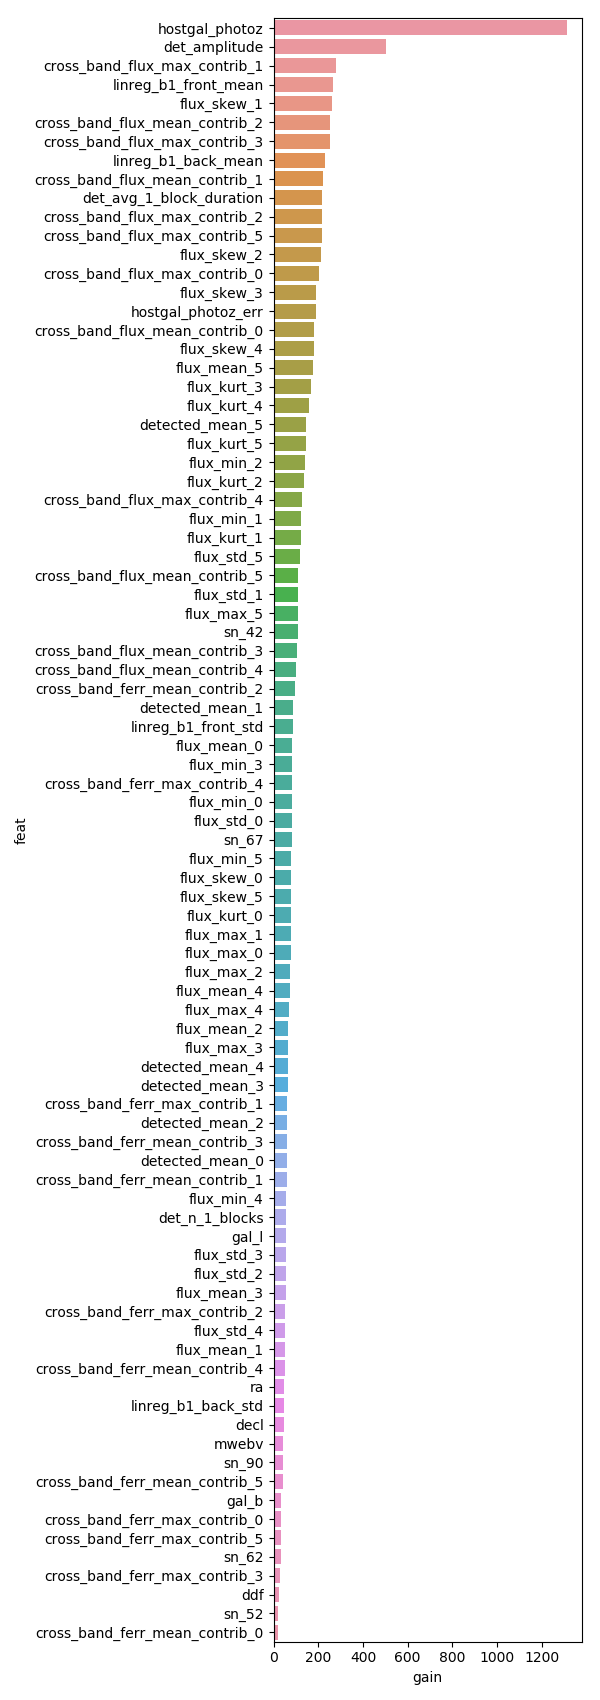 hostgal_photoz
det_amplitude
cross_band_flux_max_contrib_1
linreg_b1_front_mean
flux_skew_1
cross_band_flux_mean_contrib_2
cross_band_flux_max_contrib_3
linreg_b1_back_mean
cross_band_flux_mean_contrib_1
det_avg_1_block_duration
cross_band_flux_max_contrib_2
cross_band_flux_max_contrib_5
flux_skew_2
cross_band_flux_max_contrib_0
flux_skew_3
hostgal_photoz_err
cross_band_flux_mean_contrib_0
flux_skew_4
flux_mean_5
flux_kurt_3
flux_kurt_4
detected_mean_5
flux_kurt_5
flux_min_2
flux_kurt_2
cross_band_flux_max_contrib_4
flux_min_1
flux_kurt_1
flux_std_5
cross_band_flux_mean_contrib_5
flux_std_1
flux_max_5
sn_42
cross_band_flux_mean_contrib_3
cross_band_flux_mean_contrib_4
cross_band_ferr_mean_contrib_2
detected_mean_1
linreg_b1_front_std
flux_mean_0
flux_min_3
cross_band_ferr_max_contrib_4
flux_min_0
flux_std_0
sn_67
flux_min_5
flux_skew_0
flux_skew_5
flux_kurt_0
flux_max_1
flux_max_0
flux_max_2
flux_mean_4
flux_max_4
flux_mean_2
flux_max_3
detected_mean_4
detected_mean_3
cross_band_ferr_max_contrib_1
detected_mean_2
cross_band_ferr_mean_contrib_3
detected_mean_0
cross_band_ferr_mean_contrib_1
flux_min_4
det_n_1_blocks
gal_l
flux_std_3
flux_std_2
flux_mean_3
cross_band_ferr_max_contrib_2
flux_std_4
flux_mean_1
cross_band_ferr_mean_contrib_4
ra
linreg_b1_back_std
decl
mwebv
sn_90
cross_band_ferr_mean_contrib_5
gal_b
cross_band_ferr_max_contrib_0
cross_band_ferr_max_contrib_5
sn_62
cross_band_ferr_max_contrib_3
ddf
sn_52
cross_band_ferr_mean_contrib_0
feat
0 200 400 600 800 1000 1200
gain